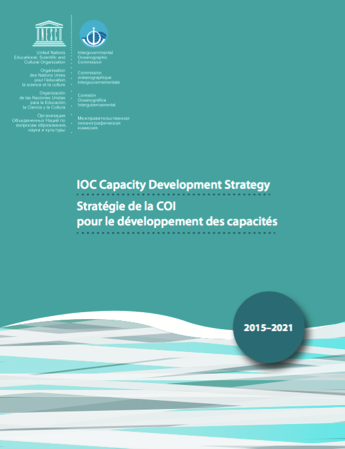 United Nations
Educational, Scientific and
Cultural Organization
Organisation
des Nations Unies
pour l'éducation,
la science et la culture
Organización
de las Naciones Unidas
para la Educación,
la Ciencia y la Cultura
Организация
Объединенных Наций по
вопросам образования,
науки и культуры
Intergovernmental
Oceanographic
Commission
Commission
océanographique
intergouvernementale
Comisión
Oceanográfica
Intergubernamental
Межправительственная
океанографическая
комиссия
IOC Capacity Development Strategy
Stratégie de la COI
pour le développement des capacités
2015–2021